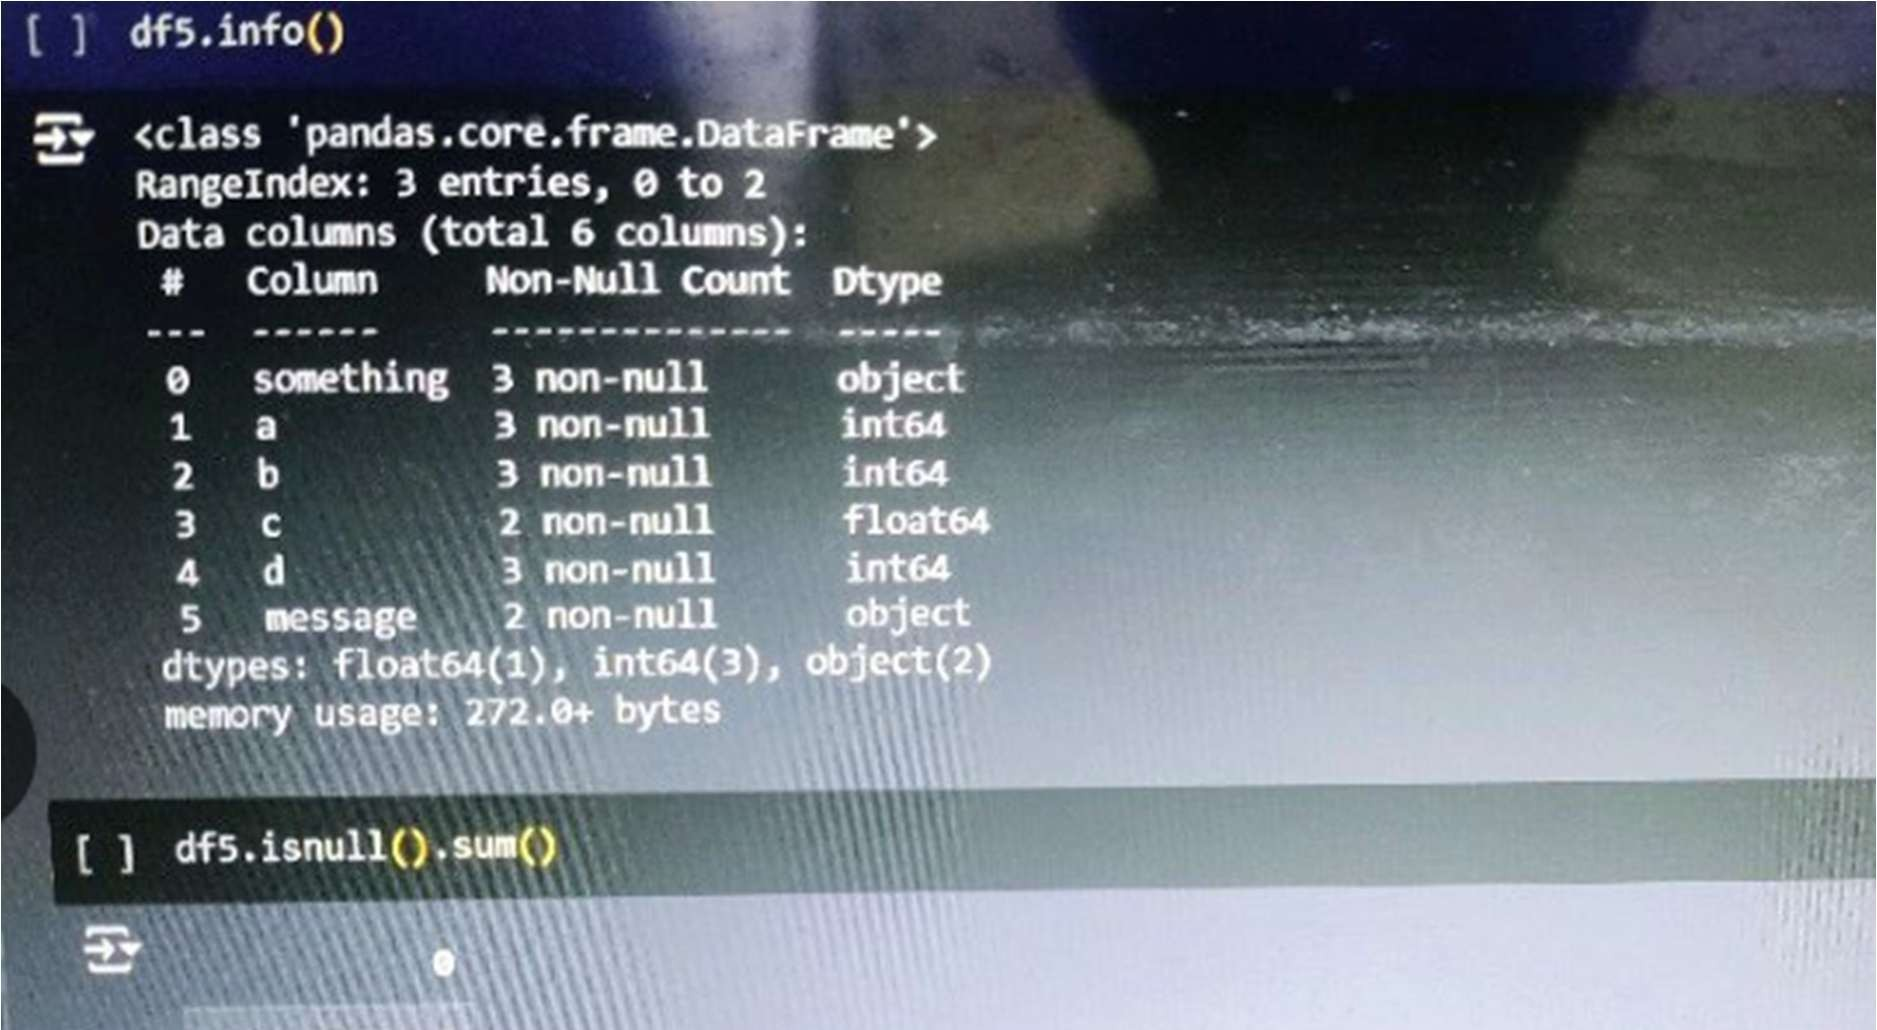 [ ] df5.info()
<class 'pandas.core.frame.DataFrame'>
RangeIndex: 3 entries, 0 to 2
Data columns (total 6 columns):
# Column Non-Null Count Dtype
--- ------ -------------- -----
0 something 3 non-null object
1 a 3 non-null int64
2 b 3 non-null int64
3 c 2 non-null float64
4 d 3 non-null int64
5 message 2 non-null object
dtypes: float64(1), int64(3), object(2)
memory usage: 272.0+ bytes
[ ] df5.isnull().sum()
0